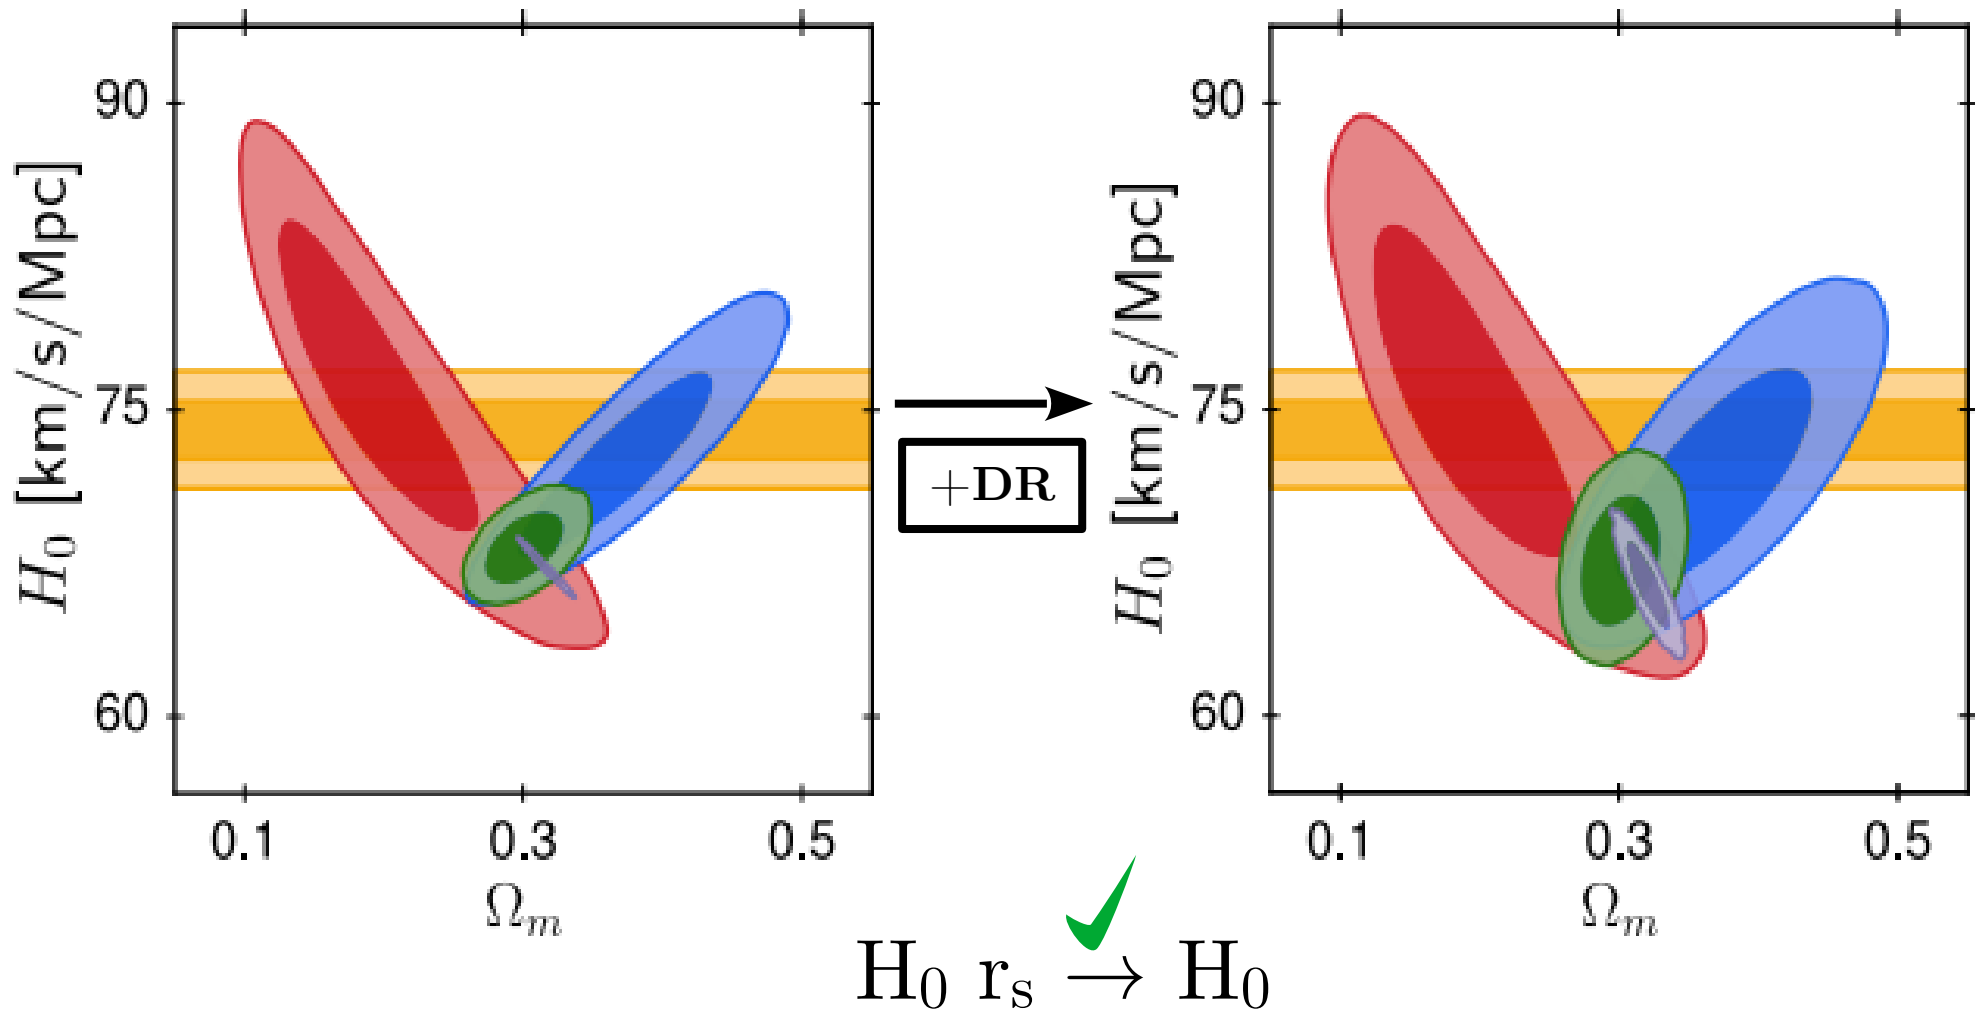 H₀ [km/s/Mpc]
90
75
60
0.1 0.3 0.5
Ωₘ
+DR
H₀ [km/s/Mpc]
90
75
60
0.1 0.3 0.5
Ωₘ
H₀ rₛ → H₀